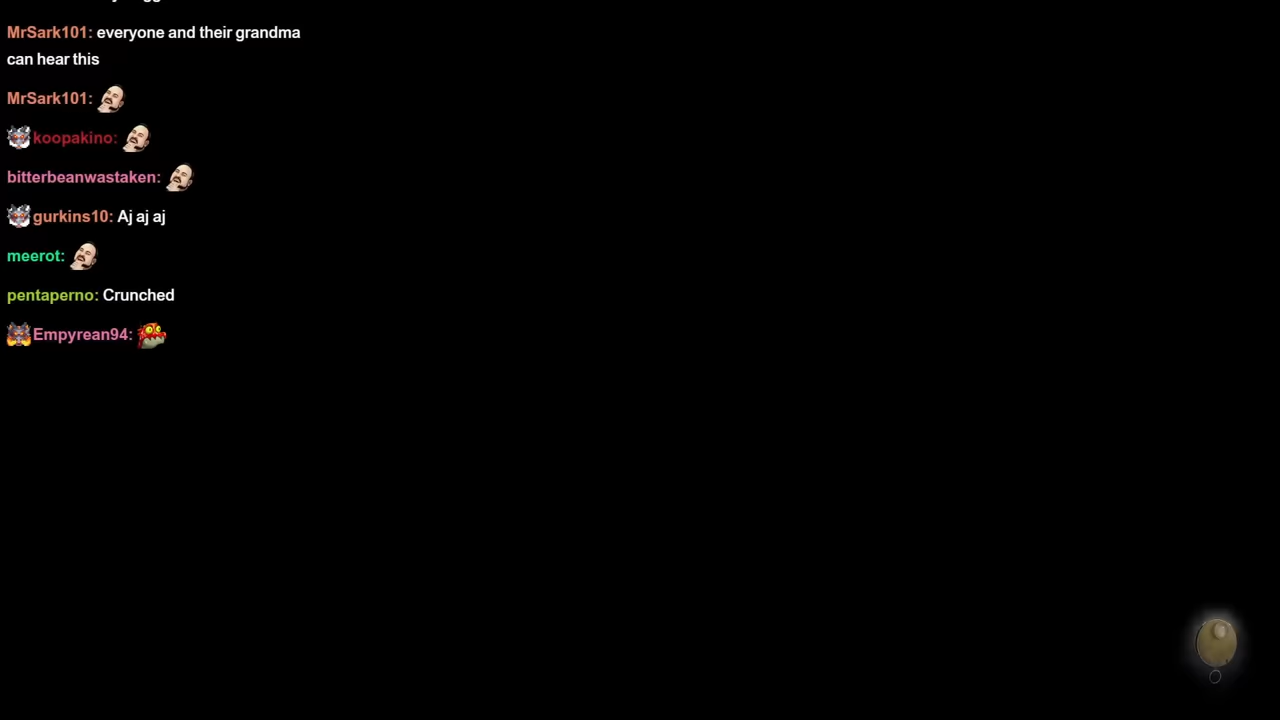 MrSark101: everyone and their grandma
can hear this
MrSark101:
koopakino:
bitterbeanwastaken:
gurkins10: Aj aj aj
meerot:
pentaperno: Crunched
Empyrean94: